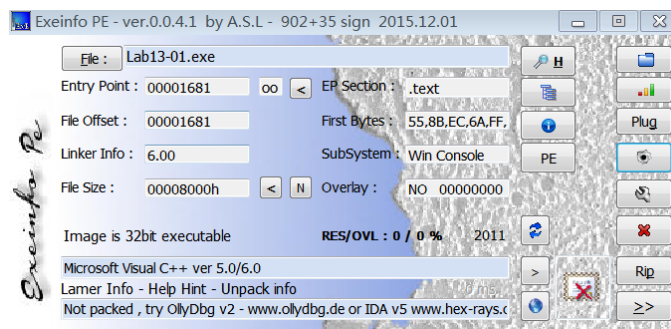 Exeinfo PE - ver.0.0.4.1 by A.S.L - 902+35 sign 2015.12.01
File : Lab13-01.exe H
Entry Point : 00001681 oo < EP Section : .text
File Offset : 00001681 First Bytes : 55,8B,EC,6A,FF, Plug
Linker Info : 6.00 SubSystem : Win Console PE
File Size : 00008000h < N Overlay : NO 00000000
Image is 32bit executable RES/OVL : 0 / 0 % 2011
Microsoft Visual C++ ver 5.0/6.0 > Rip
Lamer Info - Help Hint - Unpack info ms.
Not packed , try OllyDbg v2 - www.ollydbg.de or IDA v5 www.hex-rays.c >>
Exeinfo Pe